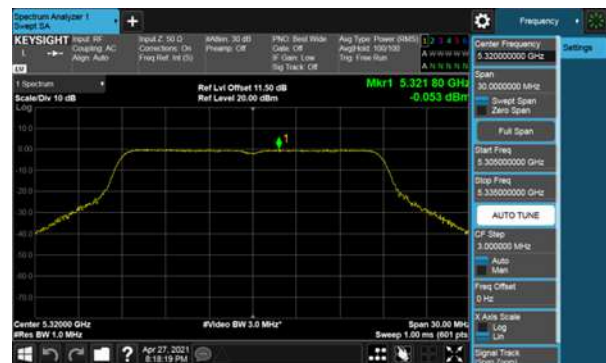 Spectrum Analyzer 1
Swept SA
+
Frequency
KEYSIGHT
Input: RF
Coupling: AC
Align: Auto
Input Z: 50 Ω
Corrections: On
Freq Ref: Int (S)
#Atten: 30 dB
Preamp: Off
PNO: Best Wide
Gate: Off
IF Gain: Low
Sig Track: Off
Avg Type: Power (RMS)
Avg|Hold: 100/100
Trig: Free Run
1 2 3 4 5 6
A W W W W W
A N N N N N
L
1 Spectrum
Scale/Div 10 dB
Log
Ref Lvl Offset 11.50 dB
Ref Level 20.00 dBm
Mkr1 5.321 80 GHz
-0.053 dBm
1
10.0
0.00
-10.0
-20.0
-30.0
-40.0
-50.0
-60.0
-70.0
Center 5.32000 GHz
#Res BW 1.0 MHz
#Video BW 3.0 MHz*
Span 30.00 MHz
Sweep 1.00 ms (601 pts)
Center Frequency
5.320000000 GHz
Settings
Span
30.0000000 MHz
Swept Span
Zero Span
Full Span
Start Freq
5.305000000 GHz
Stop Freq
5.335000000 GHz
AUTO TUNE
CF Step
3.000000 MHz
Auto
Man
Freq Offset
0 Hz
X Axis Scale
Log
Lin
Signal Track
?
Apr 27, 2021
8:18:19 PM